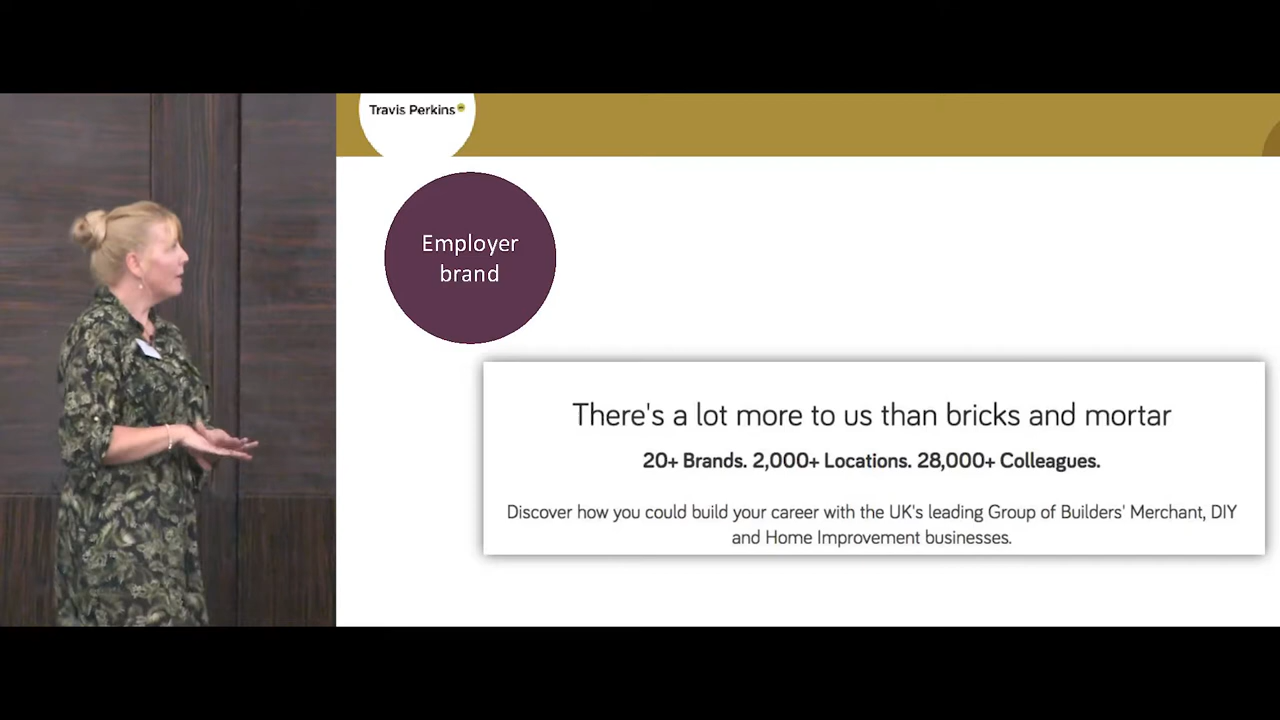 Travis Perkins
Employer
brand
There's a lot more to us than bricks and mortar
20+ Brands. 2,000+ Locations. 28,000+ Colleagues.
Discover how you could build your career with the UK's leading Group of Builders' Merchant, DIY
and Home Improvement businesses.